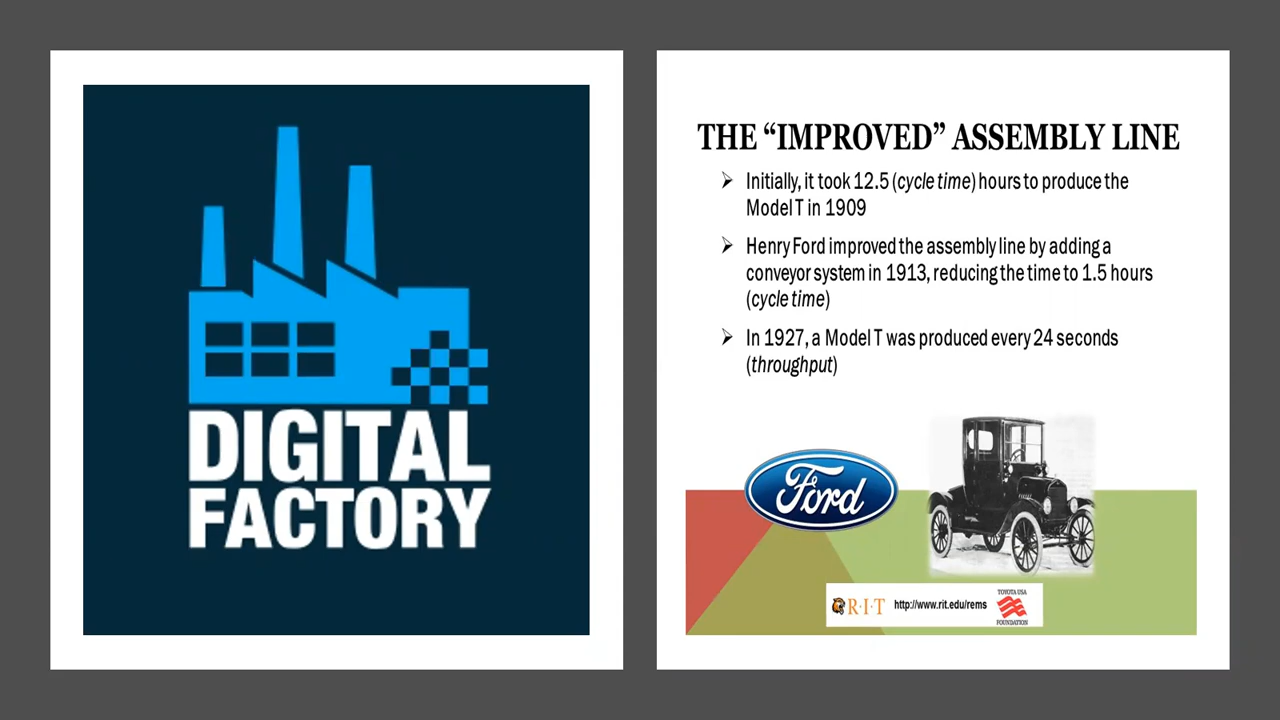 DIGITAL
FACTORY
THE “IMPROVED” ASSEMBLY LINE
Initially, it took 12.5 (cycle time) hours to produce the
Model T in 1909
Henry Ford improved the assembly line by adding a
conveyor system in 1913, reducing the time to 1.5 hours
(cycle time)
In 1927, a Model T was produced every 24 seconds
(throughput)
Ford
R·I·T http://www.rit.edu/rems
TOYOTA USA
FOUNDATION